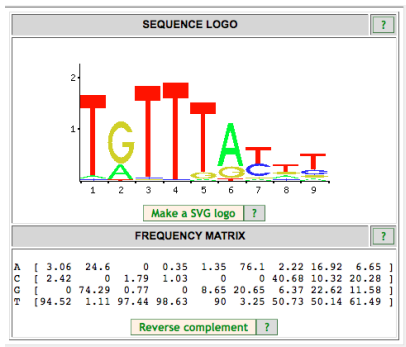 SEQUENCE LOGO ?
2
1
T G A T T T G A G T C T T
1 2 3 4 5 6 7 8 9
Make a SVG logo ?
FREQUENCY MATRIX ?
A [ 3.06 24.6 0 0.35 1.35 76.1 2.22 16.92 6.65 ]
C [ 2.42 0 1.79 1.03 0 0 40.68 10.32 20.28 ]
G [ 0 74.29 0.77 0 8.65 20.65 6.37 22.62 11.58 ]
T [94.52 1.11 97.44 98.63 90 3.25 50.73 50.14 61.49 ]
Reverse complement ?